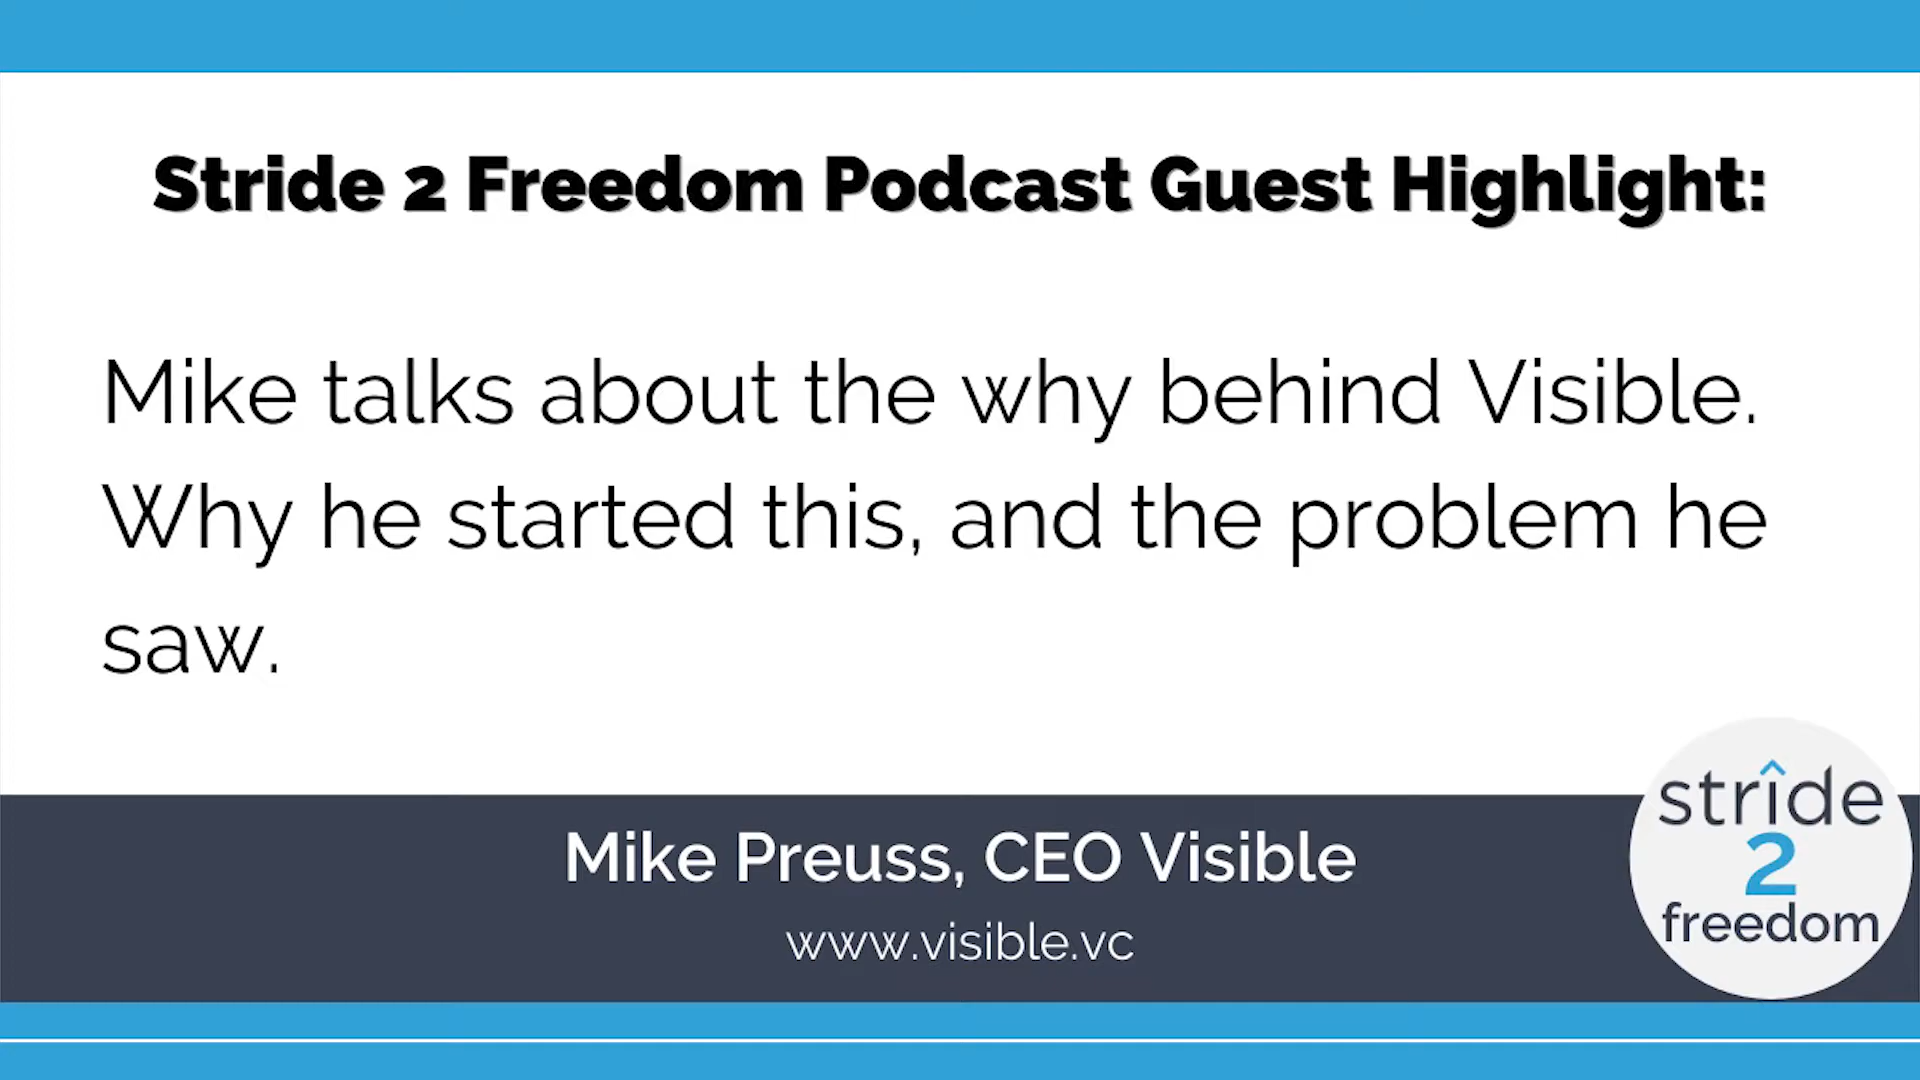 Stride 2 Freedom Podcast Guest Highlight:
Mike talks about the why behind Visible.
Why he started this, and the problem he
saw.
Mike Preuss, CEO Visible
www.visible.vc
stride
2
freedom